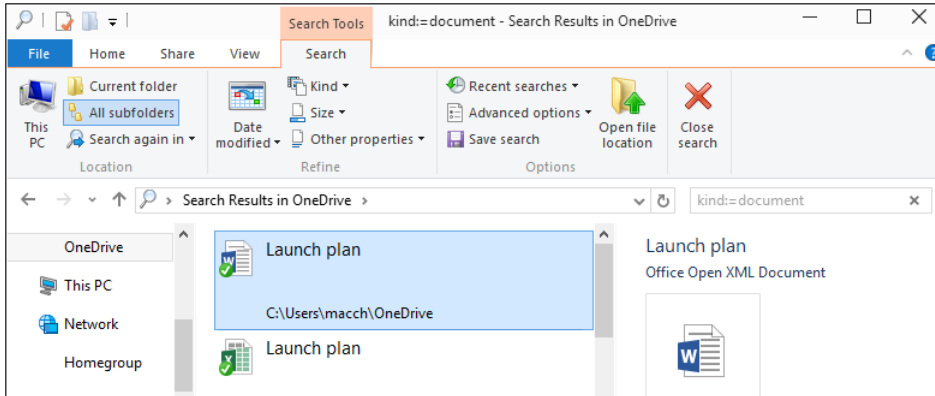 Search Tools kind:=document - Search Results in OneDrive
File Home Share View Search
Current folder Kind Recent searches
All subfolders Size Advanced options
This PC Search again in Date modified Other properties Save search Open file location Close search
Location Refine Options
Search Results in OneDrive kind:=document
OneDrive
This PC
Network
Homegroup
Launch plan
C:\Users\macch\OneDrive
Launch plan
Launch plan
Office Open XML Document